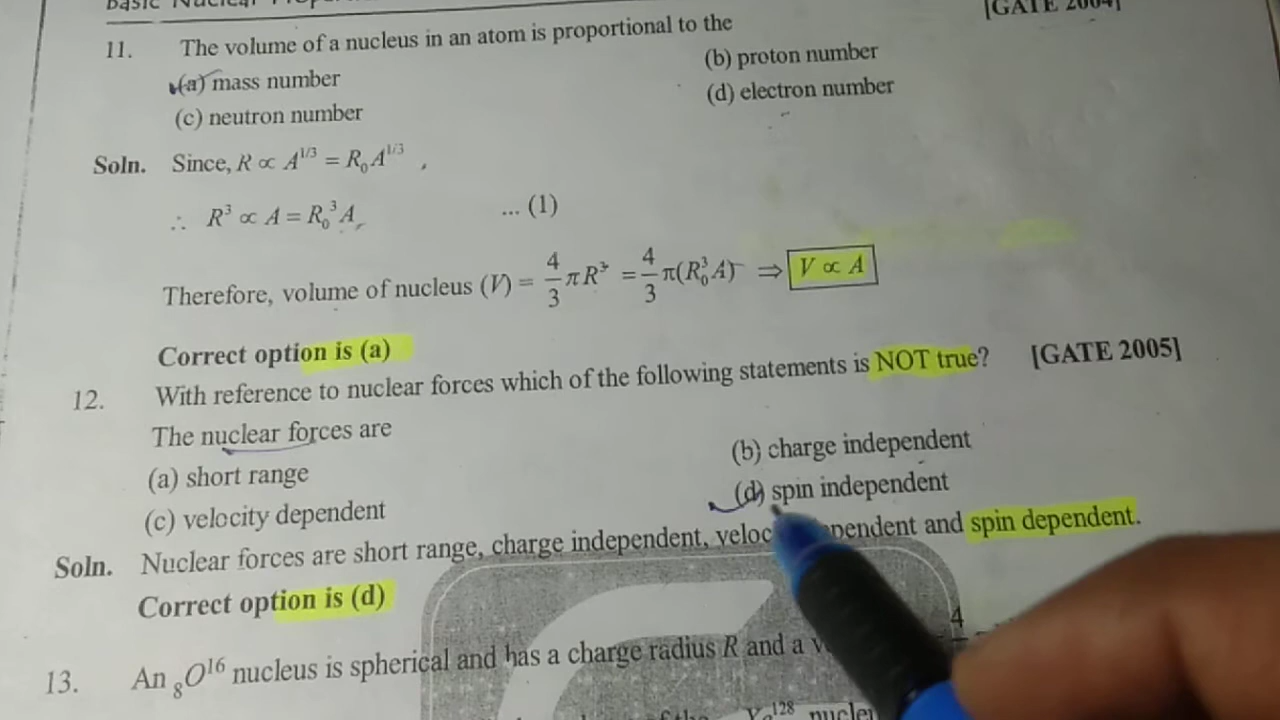 Basic Nuclear
[GATE 2004]
11. The volume of a nucleus in an atom is proportional to the
(a) mass number (b) proton number
(c) neutron number (d) electron number
Soln. Since, R ∝ A^{1/3} = R₀A^{1/3},
∴ R³ ∝ A = R₀³A, ... (1)
Therefore, volume of nucleus (V) = 4/3 πR³ = 4/3 π(R₀³A) ⇒ V ∝ A
Correct option is (a)
12. With reference to nuclear forces which of the following statements is NOT true? [GATE 2005]
The nuclear forces are
(a) short range (b) charge independent
(c) velocity dependent (d) spin independent
Soln. Nuclear forces are short range, charge independent, and spin dependent.
Correct option is (d)
13. An ₈O¹⁶ nucleus is spherical and has a charge radius R and a